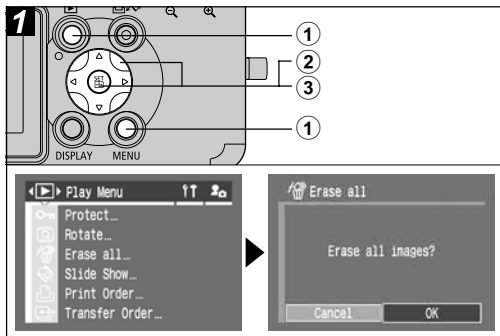 1
1
2
3
SET
1
DISPLAY MENU
Play Menu
Protect…
Rotate…
Erase all…
Slide Show…
Print Order…
Transfer Order…
Erase all
Erase all images?
Cancel OK